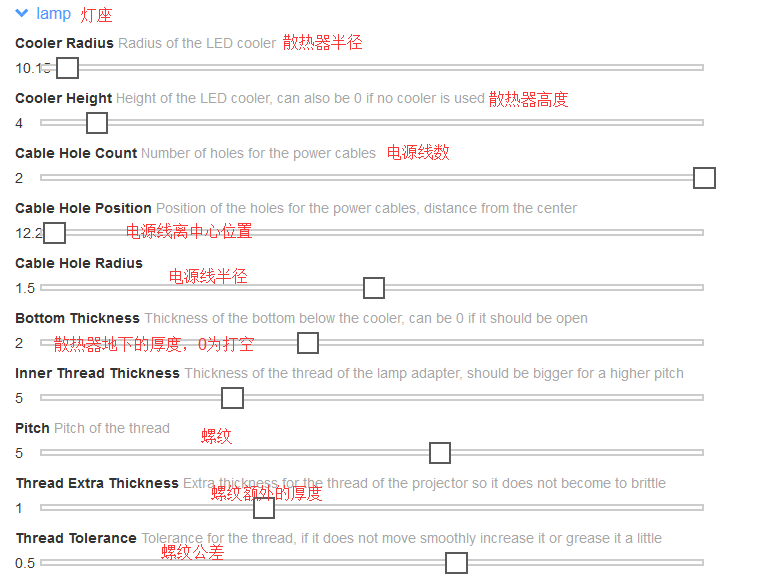 lamp 灯座
Cooler Radius Radius of the LED cooler 散热器半径
10.15
Cooler Height Height of the LED cooler, can also be 0 if no cooler is used 散热器高度
4
Cable Hole Count Number of holes for the power cables 电源线数
2
Cable Hole Position Position of the holes for the power cables, distance from the center
12.2 电源线离中心位置
Cable Hole Radius
电源线半径
1.5
Bottom Thickness Thickness of the bottom below the cooler, can be 0 if it should be open
2 散热器地下的厚度，0为打空
Inner Thread Thickness Thickness of the thread of the lamp adapter, should be bigger for a higher pitch
5
Pitch Pitch of the thread 螺纹
5
Thread Extra Thickness Extra thickness for the thread of the projector so it does not become to brittle
螺纹额外的厚度
1
Thread Tolerance Tolerance for the thread, if it does not move smoothly increase it or grease it a little
螺纹公差
0.5